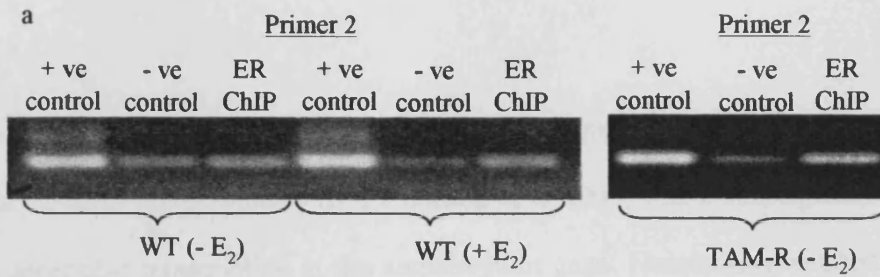 a
Primer 2
Primer 2
+ ve - ve ER + ve - ve ER
control control ChIP control control ChIP
+ ve - ve ER
control control ChIP
WT (- E₂)
WT (+ E₂)
TAM-R (- E₂)